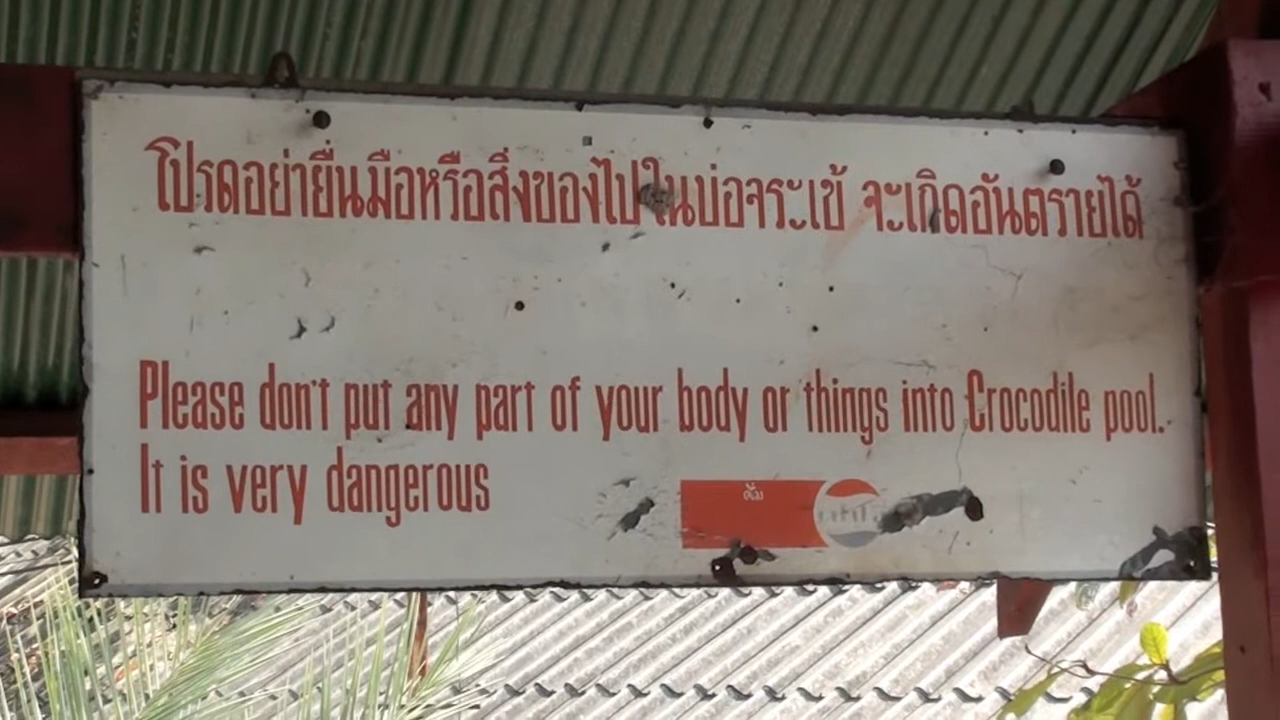 โปรดอย่ายื่นมือหรือสิ่งของไปในบ่อจระเข้ จะเกิดอันตรายได้
Please don't put any part of your body or things into Crocodile pool.
It is very dangerous
ดื่ม